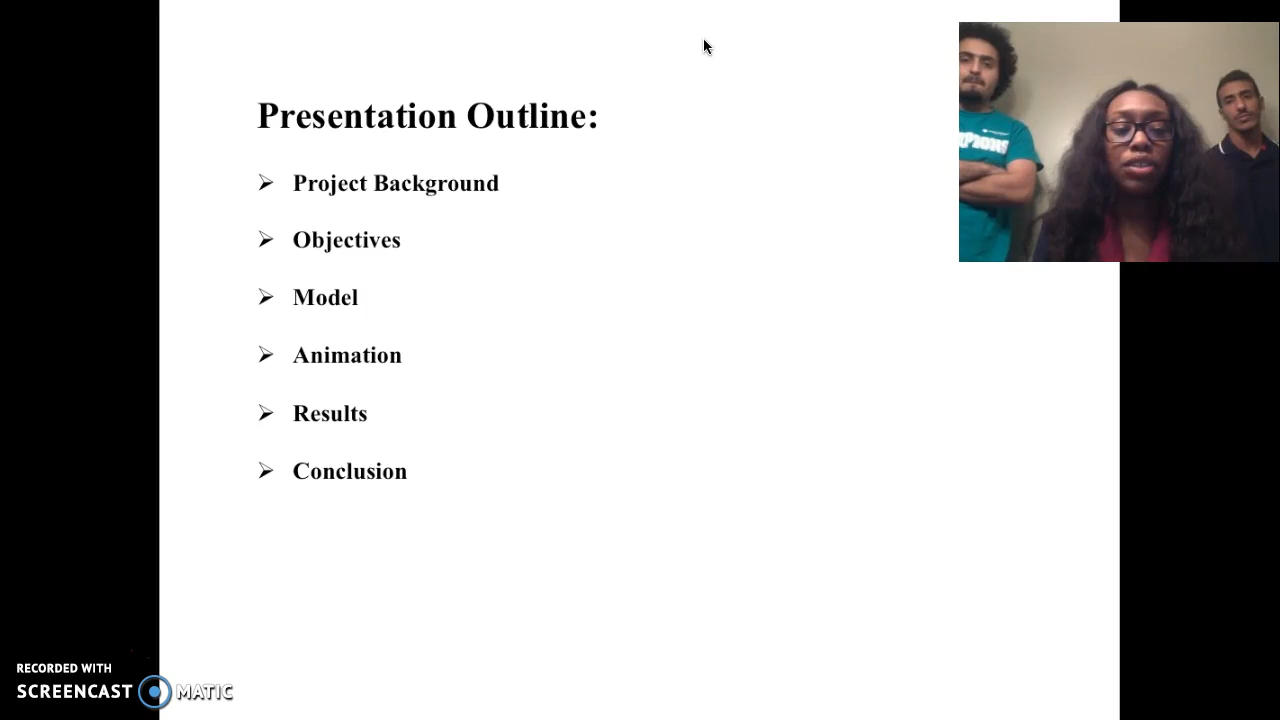 Presentation Outline:
Project Background
Objectives
Model
Animation
Results
Conclusion
RECORDED WITH
SCREENCAST MATIC